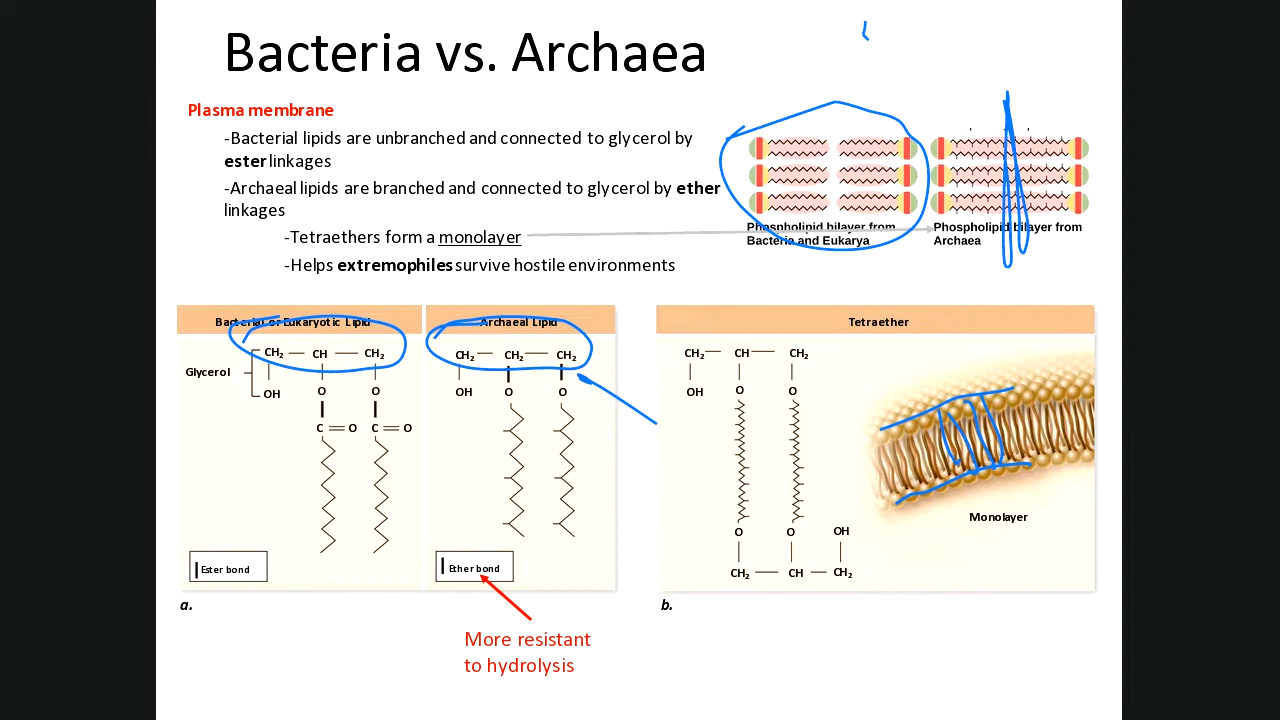 Bacteria vs. Archaea
Plasma membrane
-Bacterial lipids are unbranched and connected to glycerol by
ester linkages
-Archaeal lipids are branched and connected to glycerol by ether
linkages
-Tetraethers form a monolayer
-Helps extremophiles survive hostile environments
Phospholipid bilayer from
Bacteria and Eukarya
Phospholipid bilayer from
Archaea
Bacterial or Eukaryotic Lipid
Glycerol
CH2 CH CH2
OH O O
C O C O
Ester bond
a.
Archaeal Lipid
CH2 CH2 CH2
OH O O
Ether bond
More resistant
to hydrolysis
Tetraether
CH2 CH CH2
OH O O
O O OH
CH2 CH CH2
Monolayer
b.